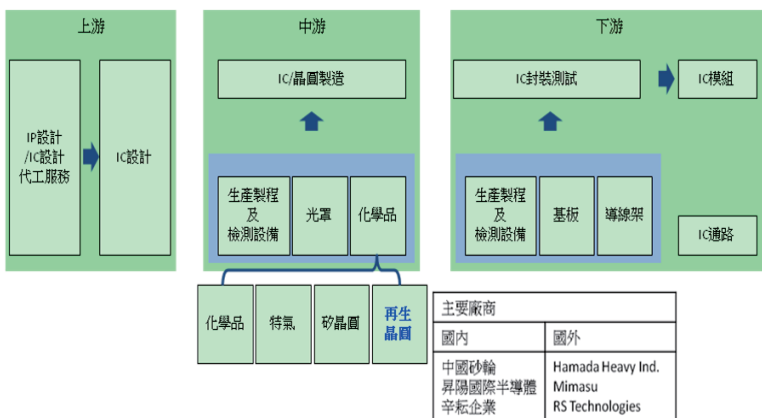 上游
IP設計
/IC設計
代工服務
IC設計
中游
IC/晶圓製造
生產製程
及
檢測設備
光罩
化學品
化學品
特氣
矽晶圓
再生
晶圓
下游
IC封裝測試
IC模組
生產製程
及
檢測設備
基板
導線架
IC通路
主要廠商
國內
國外
中國砂輪
昇陽國際半導體
辛耘企業
Hamada Heavy Ind.
Mimasu
RS Technologies